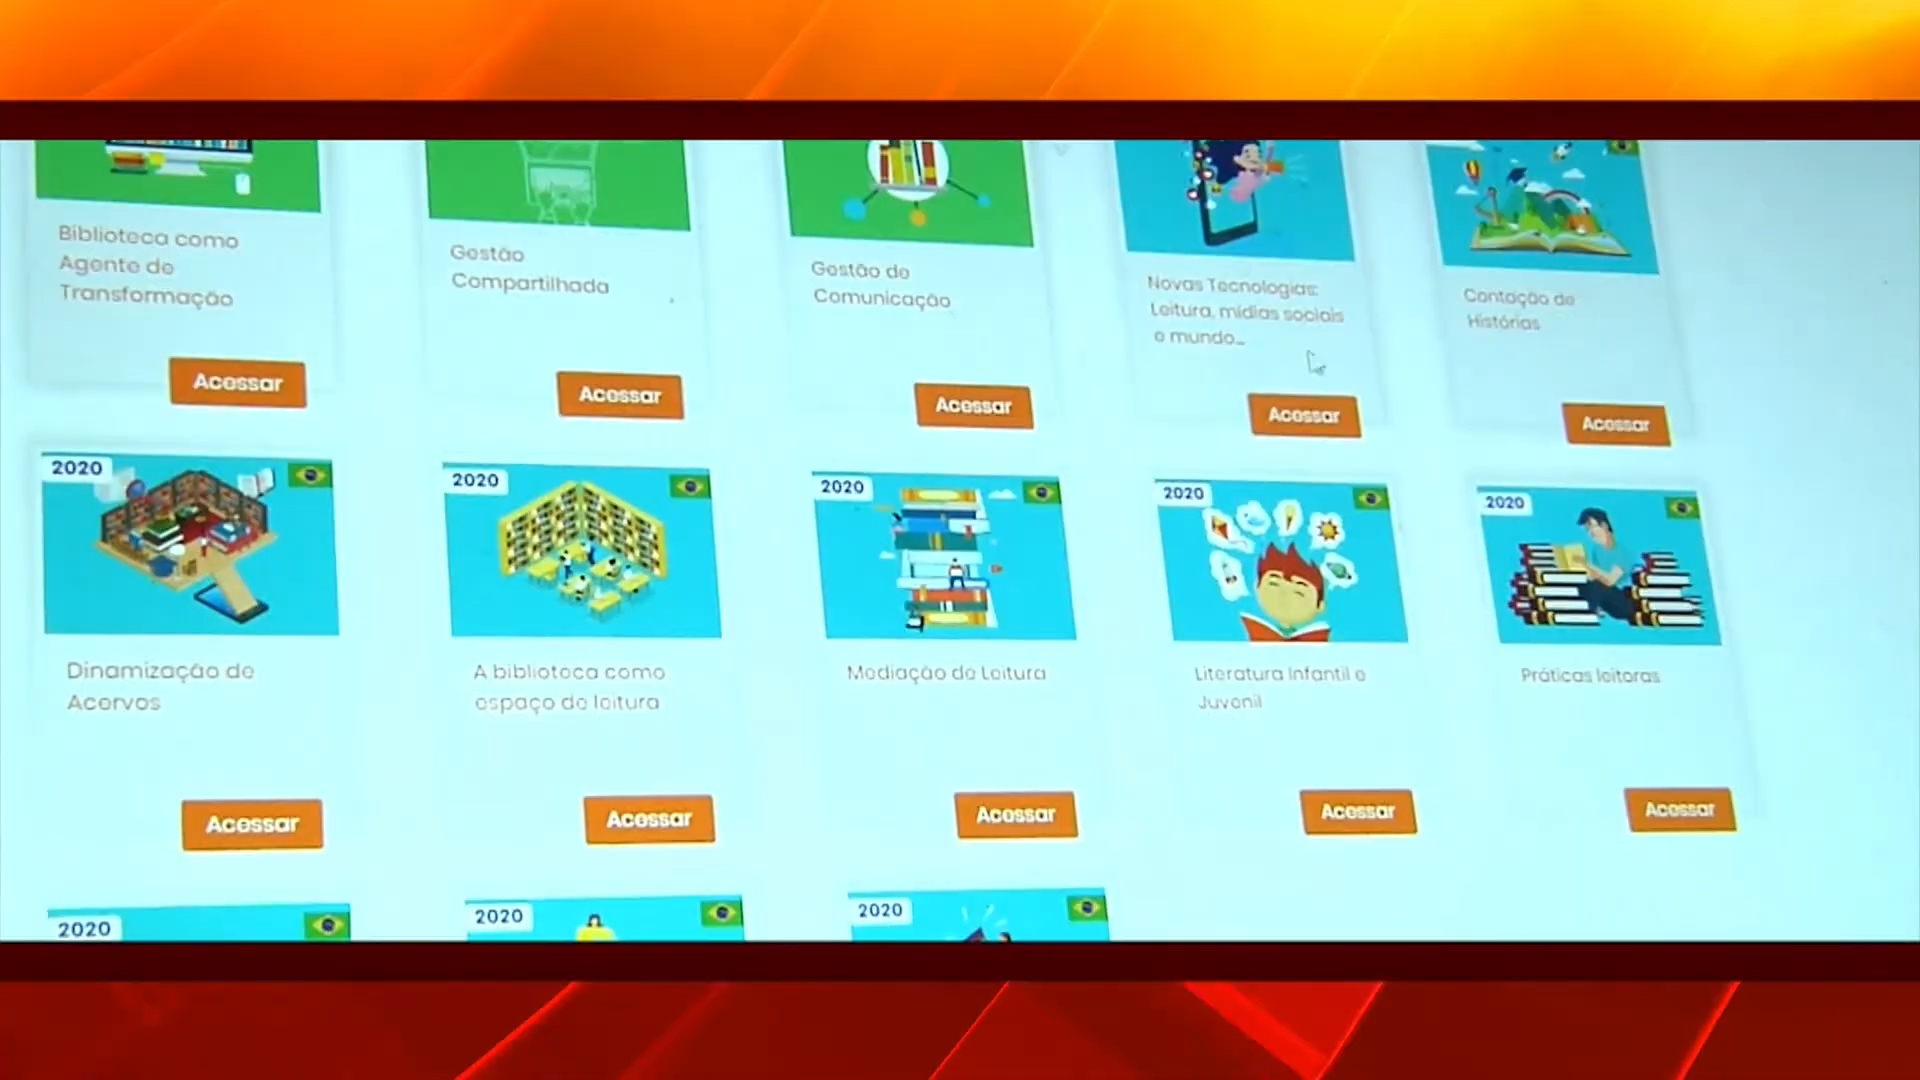 Biblioteca como
Agente de
Transformação
Acessar
Gestão
Compartilhada
Acessar
Gestão de
Comunicação
Acessar
Novas Tecnologias:
Leitura, mídias sociais
e mundo...
Acessar
Contação de
Histórias
Acessar
2020
Dinamização de
Acervos
Acessar
2020
A biblioteca como
espaço de leitura
Acessar
2020
Mediação de Leitura
Acessar
2020
Literatura Infantil e
Juvenil
Acessar
2020
Práticas leitoras
Acessar
2020
2020
2020